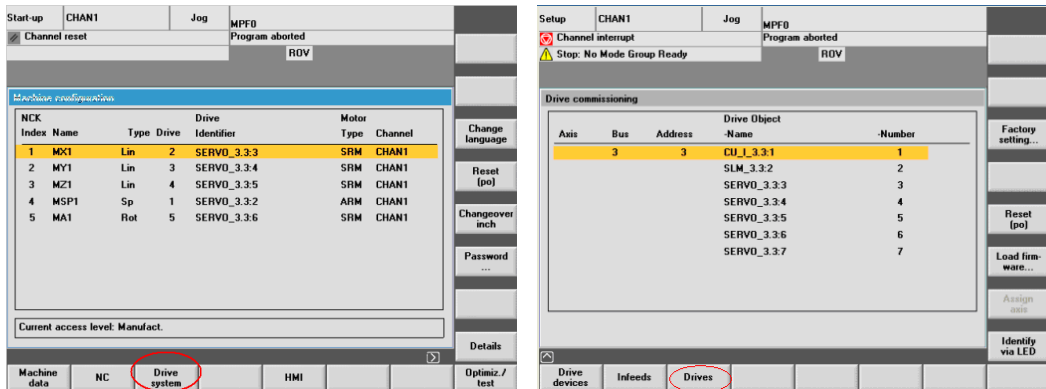 Start-up CHAN1 Jog MPF0
Channel reset Program aborted
ROV
Machine configuration
NCK Drive Motor
Index Name Type Drive Identifier Type Channel
1 MX1 Lin 2 SERVO_3.3:3 SRM CHAN1
2 MY1 Lin 3 SERVO_3.3:4 SRM CHAN1
3 MZ1 Lin 4 SERVO_3.3:5 SRM CHAN1
4 MSP1 Sp 1 SERVO_3.3:2 ARM CHAN1
5 MA1 Rot 5 SERVO_3.3:6 SRM CHAN1
Current access level: Manufact.
Change
language
Reset
(po)
Changeover
inch
Password
...
Details
Machine
data
NC
Drive
system
HMI
Optimiz./
test
Setup CHAN1 Jog MPF0
Channel interrupt Program aborted
Stop: No Mode Group Ready ROV
Drive commissioning
Drive Object
Axis Bus Address -Name -Number
3 3 CU_I_3.3:1 1
SLM_3.3:2 2
SERVO_3.3:3 3
SERVO_3.3:4 4
SERVO_3.3:5 5
SERVO_3.3:6 6
SERVO_3.3:7 7
Factory
setting...
Reset
(po)
Load firm-
ware...
Assign
axis
Identify
via LED
Drive
devices
Infeeds
Drives